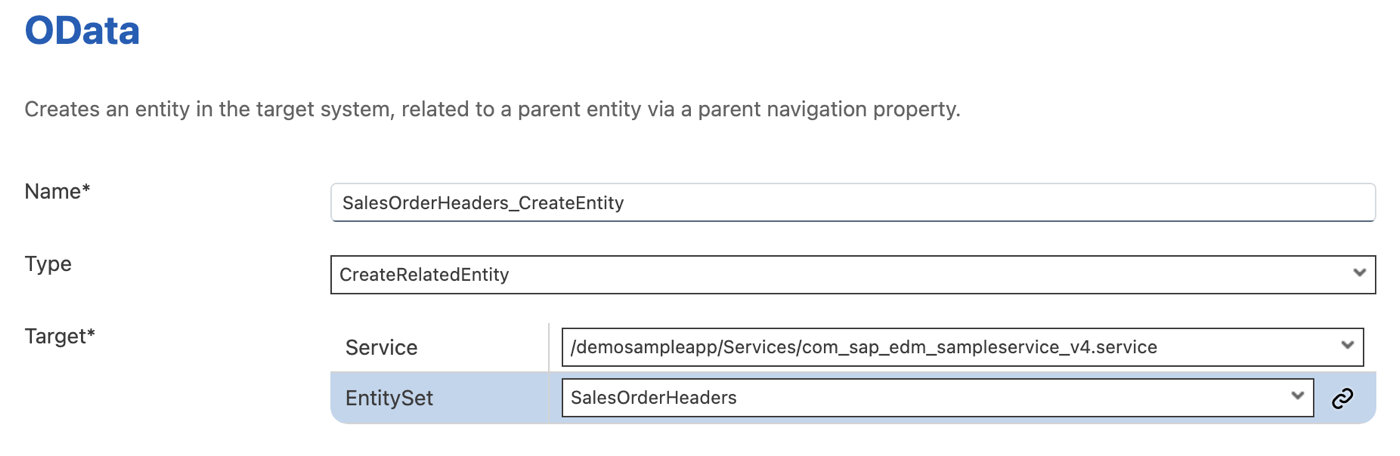 OData
Creates an entity in the target system, related to a parent entity via a parent navigation property.
Name*
SalesOrderHeaders_CreateEntity
Type
CreateRelatedEntity
Target*
Service
/demosampleapp/Services/com_sap_edm_sampleservice_v4.service
EntitySet
SalesOrderHeaders